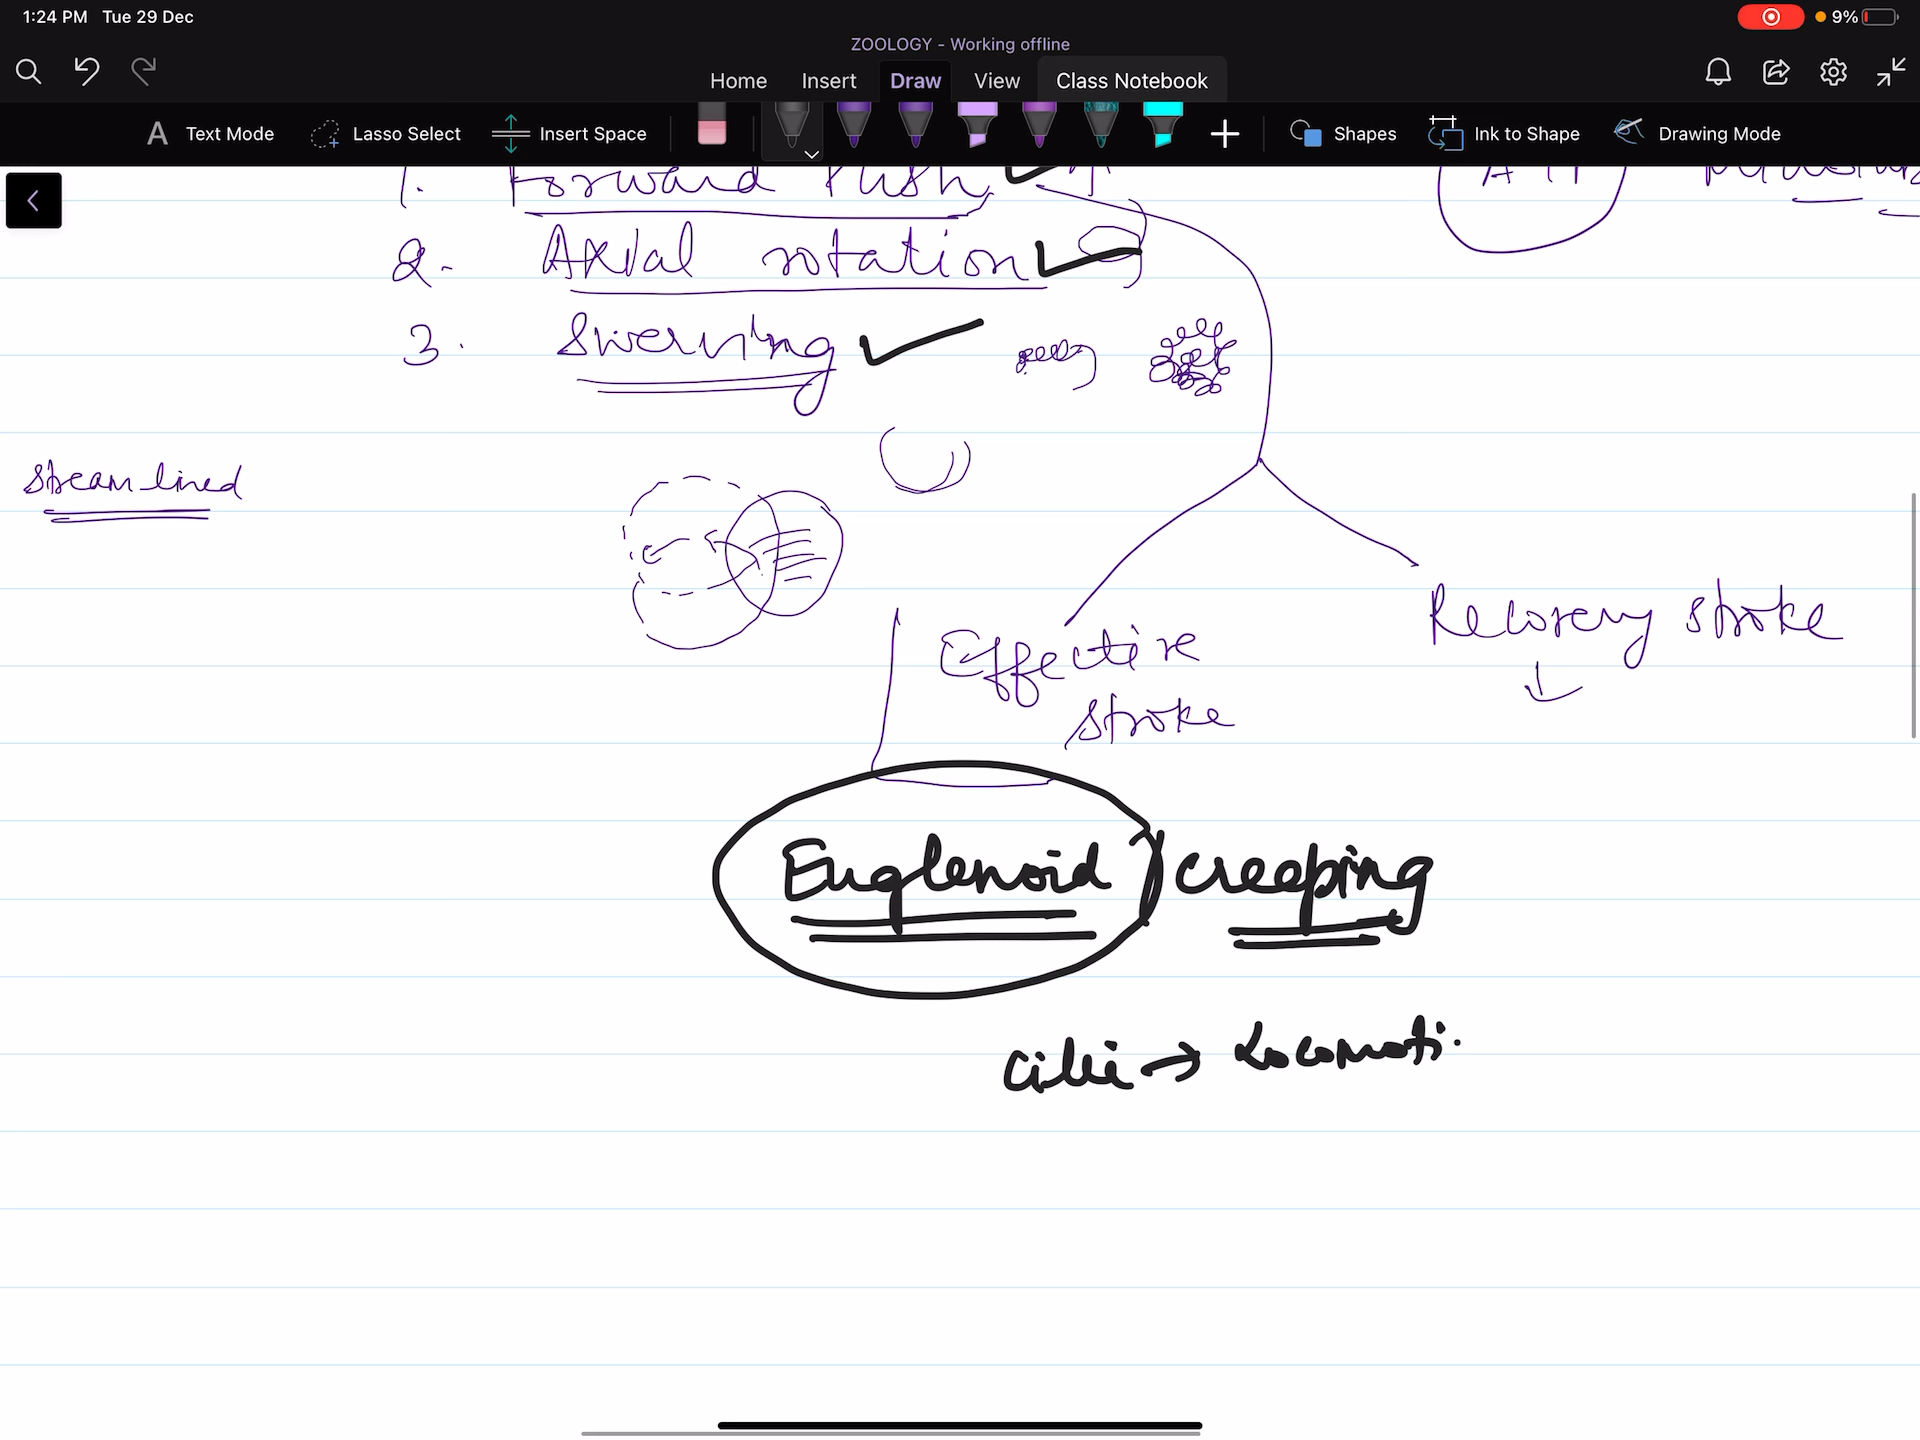 1:24 PM Tue 29 Dec
9%
ZOOLOGY - Working offline
Home Insert Draw View Class Notebook
A Text Mode Lasso Select Insert Space Shapes Ink to Shape Drawing Mode
1. Forward Push
2. Axial rotation
3. Swerving
Streamlined
Effective
stroke
Recovery stroke
Euglenoid creeping
Cilia → Locomoti.